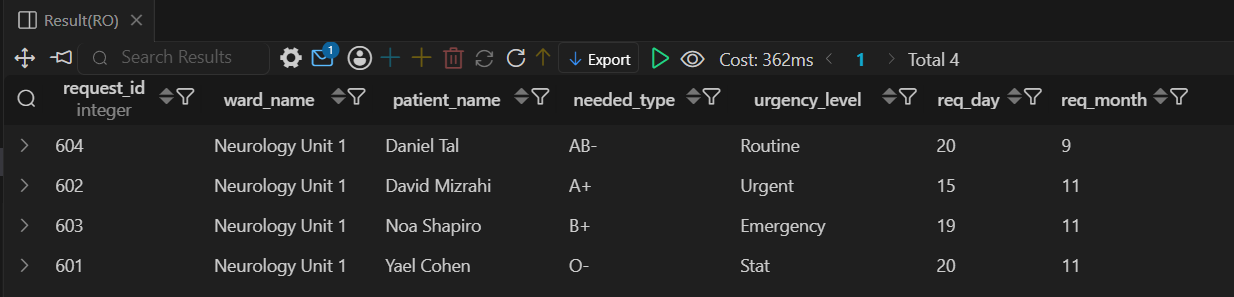 Result(RO)
Search Results 1 Export Cost: 362ms 1 Total 4
request_id ward_name patient_name needed_type urgency_level req_day req_month
integer
604 Neurology Unit 1 Daniel Tal AB- Routine 20 9
602 Neurology Unit 1 David Mizrahi A+ Urgent 15 11
603 Neurology Unit 1 Noa Shapiro B+ Emergency 19 11
601 Neurology Unit 1 Yael Cohen O- Stat 20 11